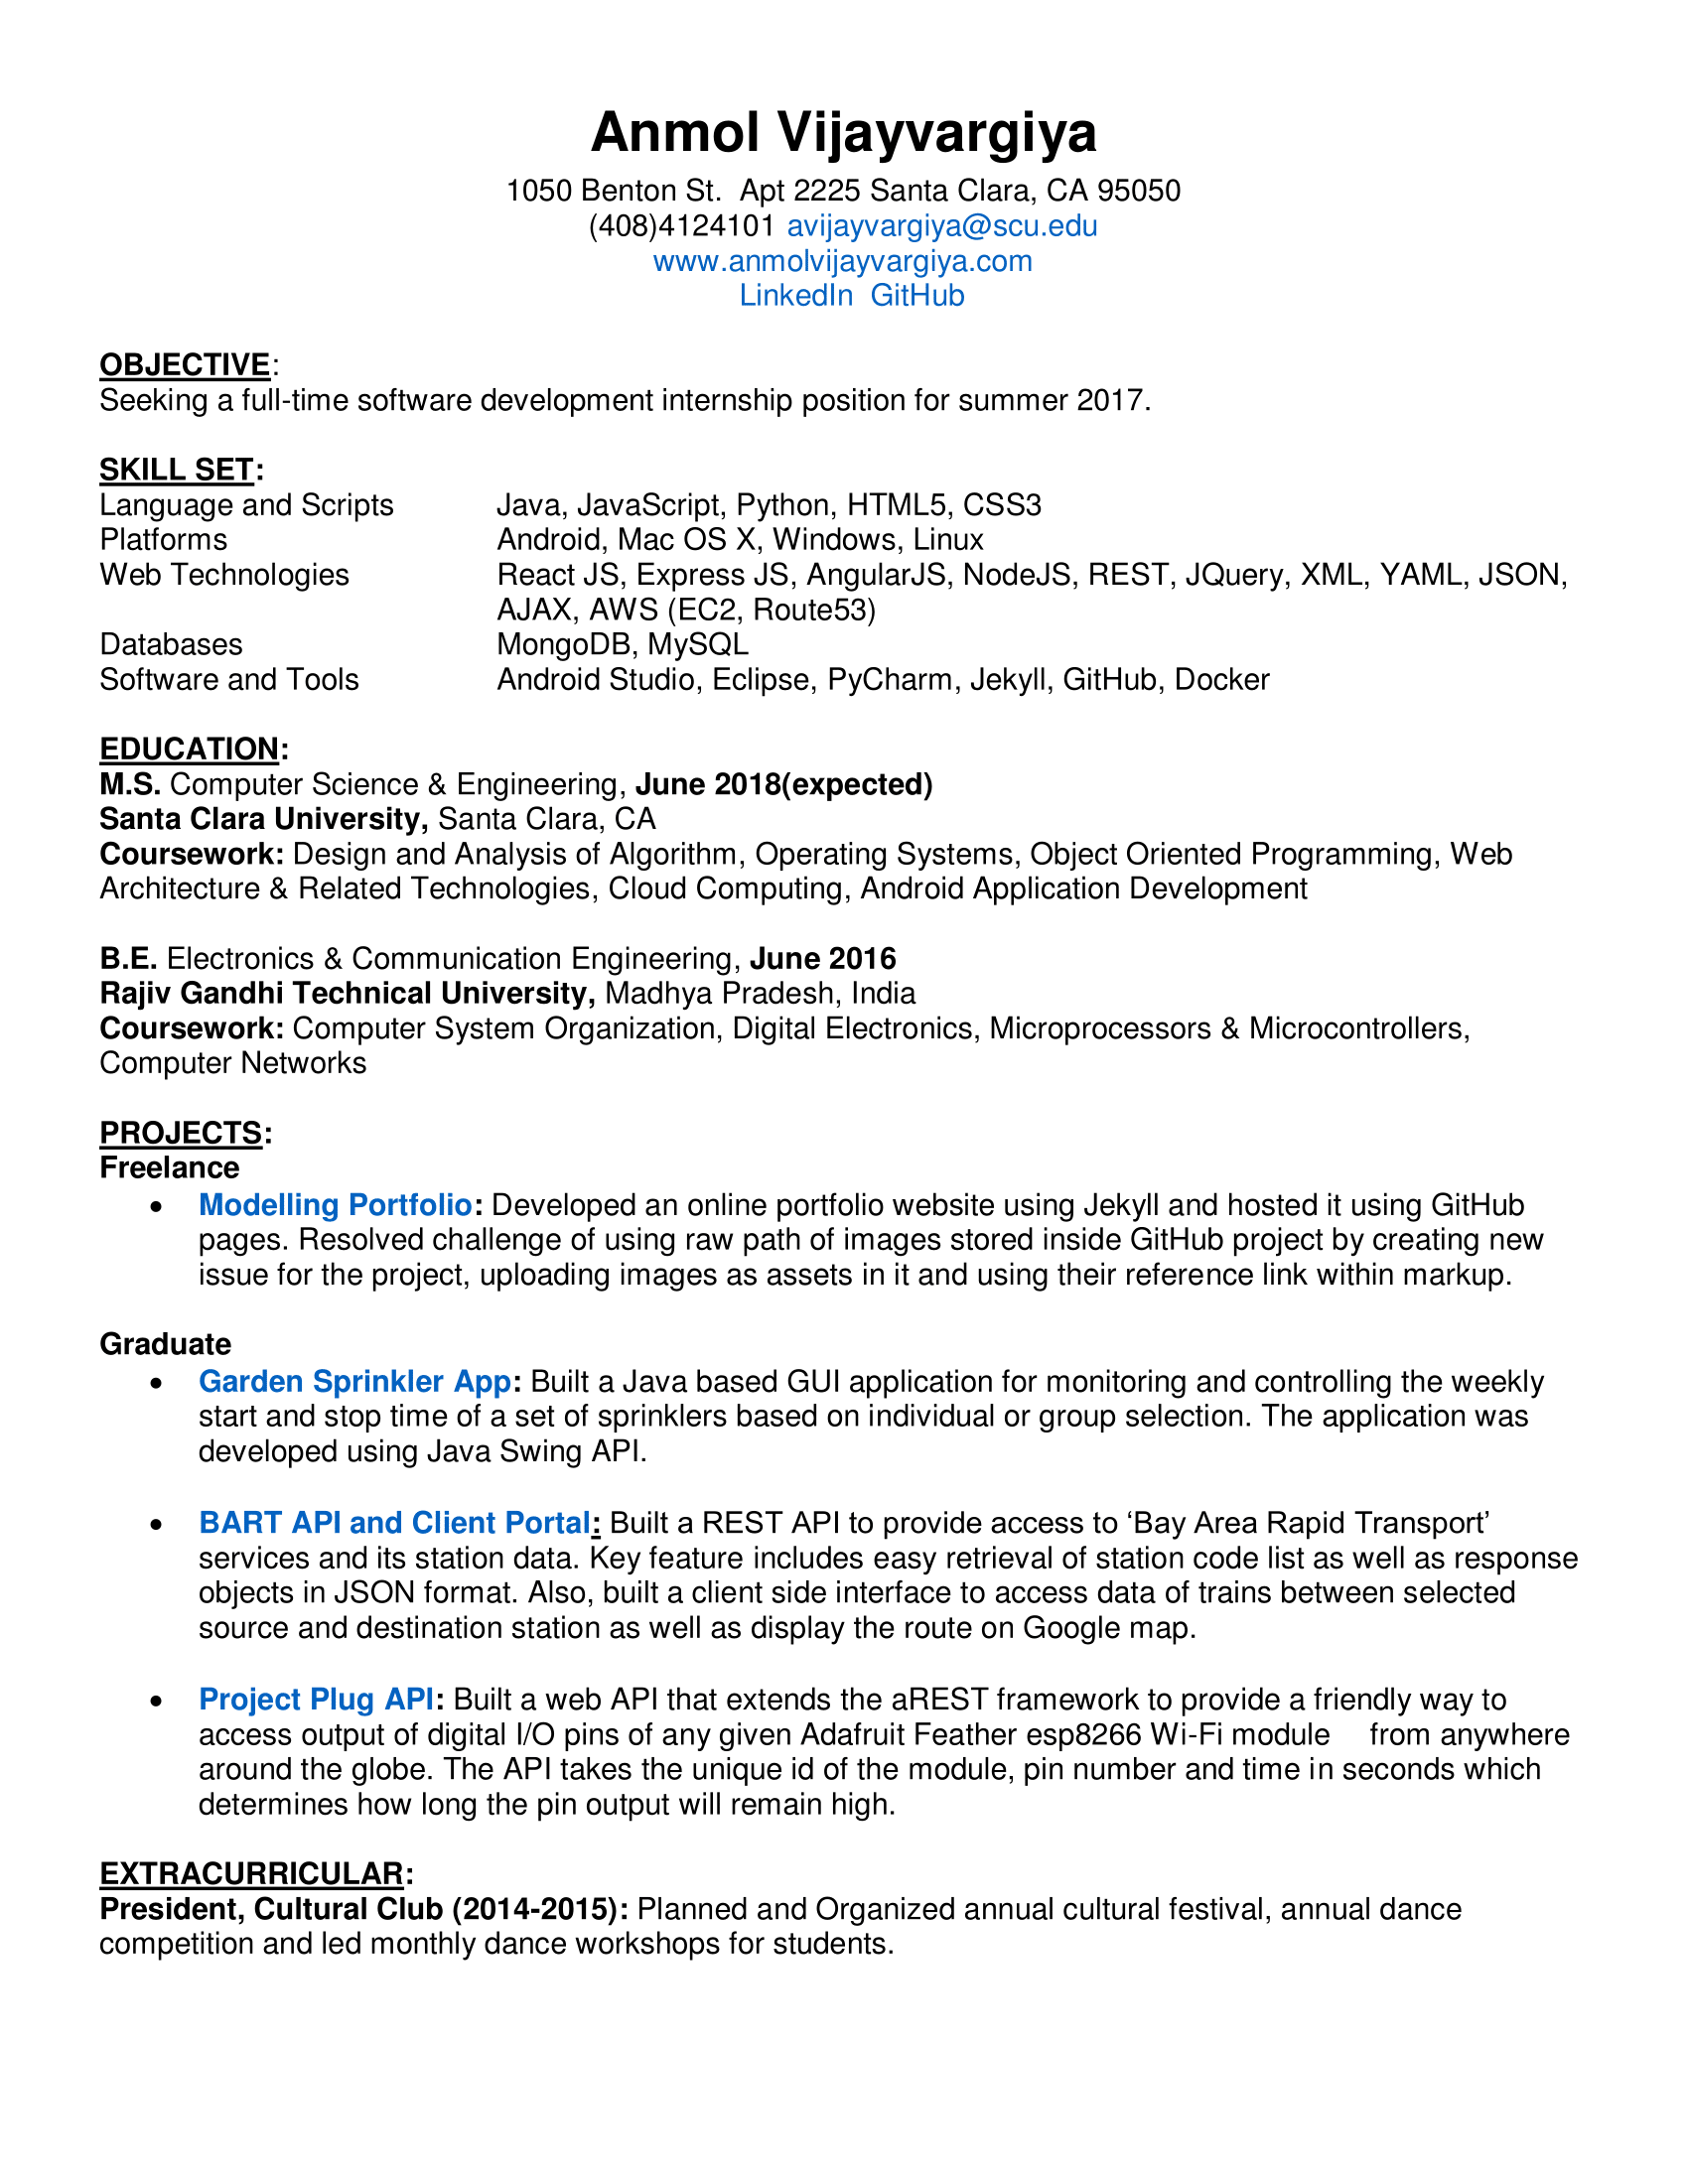 Anmol Vijayvargiya
1050 Benton St.  Apt 2225 Santa Clara, CA 95050
(408)4124101 avijayvargiya@scu.edu
www.anmolvijayvargiya.com
LinkedIn  GitHub
OBJECTIVE:
Seeking a full-time software development internship position for summer 2017.
SKILL SET:
Language and Scripts Java, JavaScript, Python, HTML5, CSS3
Platforms Android, Mac OS X, Windows, Linux
Web Technologies React JS, Express JS, AngularJS, NodeJS, REST, JQuery, XML, YAML, JSON,
AJAX, AWS (EC2, Route53)
Databases MongoDB, MySQL
Software and Tools Android Studio, Eclipse, PyCharm, Jekyll, GitHub, Docker
EDUCATION:
M.S. Computer Science & Engineering, June 2018(expected)
Santa Clara University, Santa Clara, CA
Coursework: Design and Analysis of Algorithm, Operating Systems, Object Oriented Programming, Web
Architecture & Related Technologies, Cloud Computing, Android Application Development
B.E. Electronics & Communication Engineering, June 2016
Rajiv Gandhi Technical University, Madhya Pradesh, India
Coursework: Computer System Organization, Digital Electronics, Microprocessors & Microcontrollers,
Computer Networks
PROJECTS:
Freelance
• Modelling Portfolio: Developed an online portfolio website using Jekyll and hosted it using GitHub
pages. Resolved challenge of using raw path of images stored inside GitHub project by creating new
issue for the project, uploading images as assets in it and using their reference link within markup.
Graduate
• Garden Sprinkler App: Built a Java based GUI application for monitoring and controlling the weekly
start and stop time of a set of sprinklers based on individual or group selection. The application was
developed using Java Swing API.
• BART API and Client Portal: Built a REST API to provide access to ‘Bay Area Rapid Transport’
services and its station data. Key feature includes easy retrieval of station code list as well as response
objects in JSON format. Also, built a client side interface to access data of trains between selected
source and destination station as well as display the route on Google map.
• Project Plug API: Built a web API that extends the aREST framework to provide a friendly way to
access output of digital I/O pins of any given Adafruit Feather esp8266 Wi-Fi module    from anywhere
around the globe. The API takes the unique id of the module, pin number and time in seconds which
determines how long the pin output will remain high.
EXTRACURRICULAR:
President, Cultural Club (2014-2015): Planned and Organized annual cultural festival, annual dance
competition and led monthly dance workshops for students.